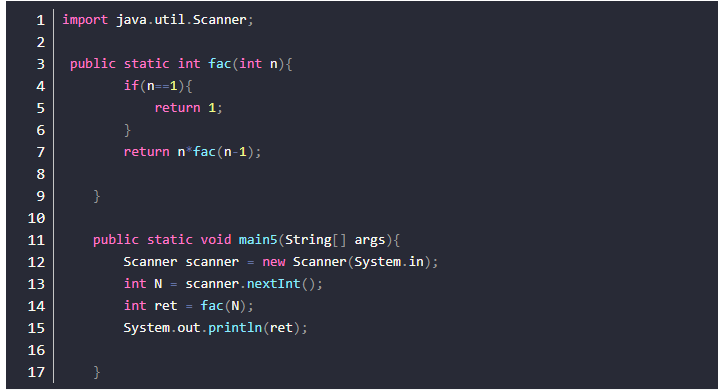 1 import java.util.Scanner;
2
3 public static int fac(int n){
4 if(n==1){
5 return 1;
6 }
7 return n*fac(n-1);
8
9 }
10
11 public static void main5(String[] args){
12 Scanner scanner = new Scanner(System.in);
13 int N = scanner.nextInt();
14 int ret = fac(N);
15 System.out.println(ret);
16
17 }